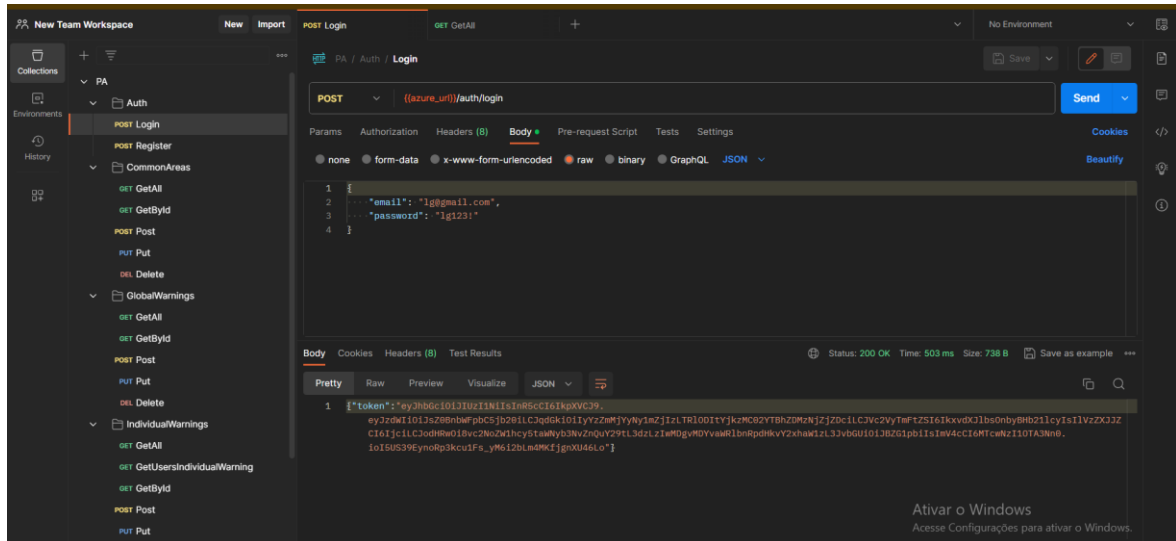 New Team Workspace
New
Import
POST Login
GET GetAll
No Environment
Collections
Environments
History
PA
Auth
POST Login
POST Register
CommonAreas
GET GetAll
GET GetById
POST Post
PUT Put
DEL Delete
GlobalWarnings
GET GetAll
GET GetById
POST Post
PUT Put
DEL Delete
IndividualWarnings
GET GetAll
GET GetUsersIndividualWarning
GET GetById
POST Post
PUT Put
HTTP PA / Auth / Login
Save
POST
{{azure_url}}/auth/login
Send
Params Authorization Headers (8) Body Pre-request Script Tests Settings
Cookies
none form-data x-www-form-urlencoded raw binary GraphQL JSON
Beautify
1 {
2 "email": "lg@gmail.com",
3 "password": "lg123!"
4 }
Body Cookies Headers (8) Test Results
Status: 200 OK Time: 503 ms Size: 738 B
Save as example
Pretty Raw Preview Visualize JSON
1 {"token":"eyJhbGciOiJIUzI1NiIsInR5cCI6IkpXVCJ9.
Ativar o Windows
Acesse Configurações para ativar o Windows.